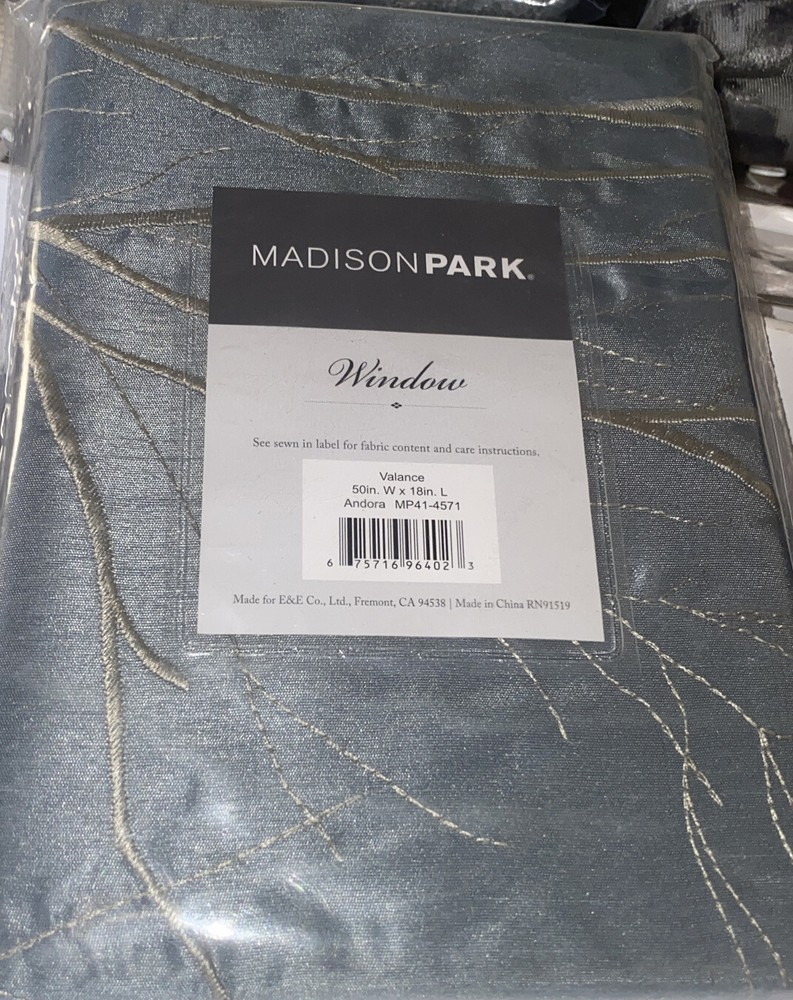 MADISONPARK®
Window
See sewn in label for fabric content and care instructions.
Valance
50in. W x 18in. L
Andora MP41-4571
6 75716 96402 3
Made for E&E Co., Ltd., Fremont, CA 94538 | Made in China RN91519